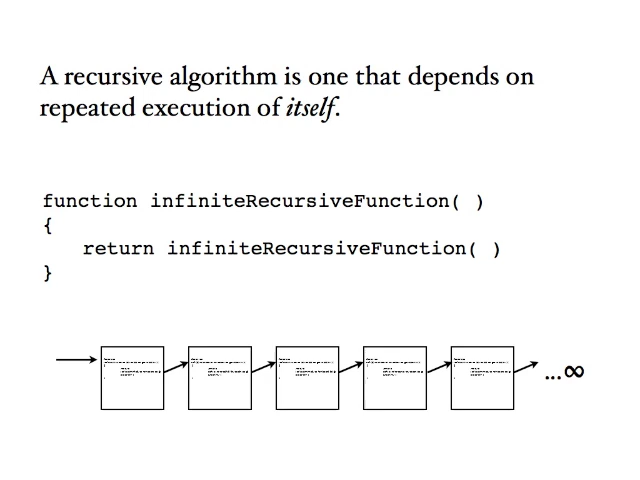 A recursive algorithm is one that depends on
repeated execution of itself.
function infiniteRecursiveFunction( )
{
return infiniteRecursiveFunction( )
}
...∞